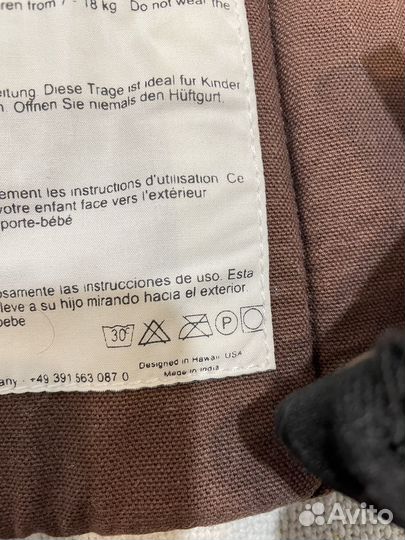 ren from 7 - 18 kg Do not wear the
eitung. Diese Trage ist ideal für Kinder
n. Öffnen Sie niemals den Hüftgurt.
ement les instructions d'utilisation. Ce
votre enfant face vers l'extérieur
porte-bébé
osamente las instrucciones de uso. Esta
lleve a su hijo mirando hacia el exterior.
bebe
30° P
Designed in Hawaii USA
any · +49 391 563 087 0
Made in India
Avito